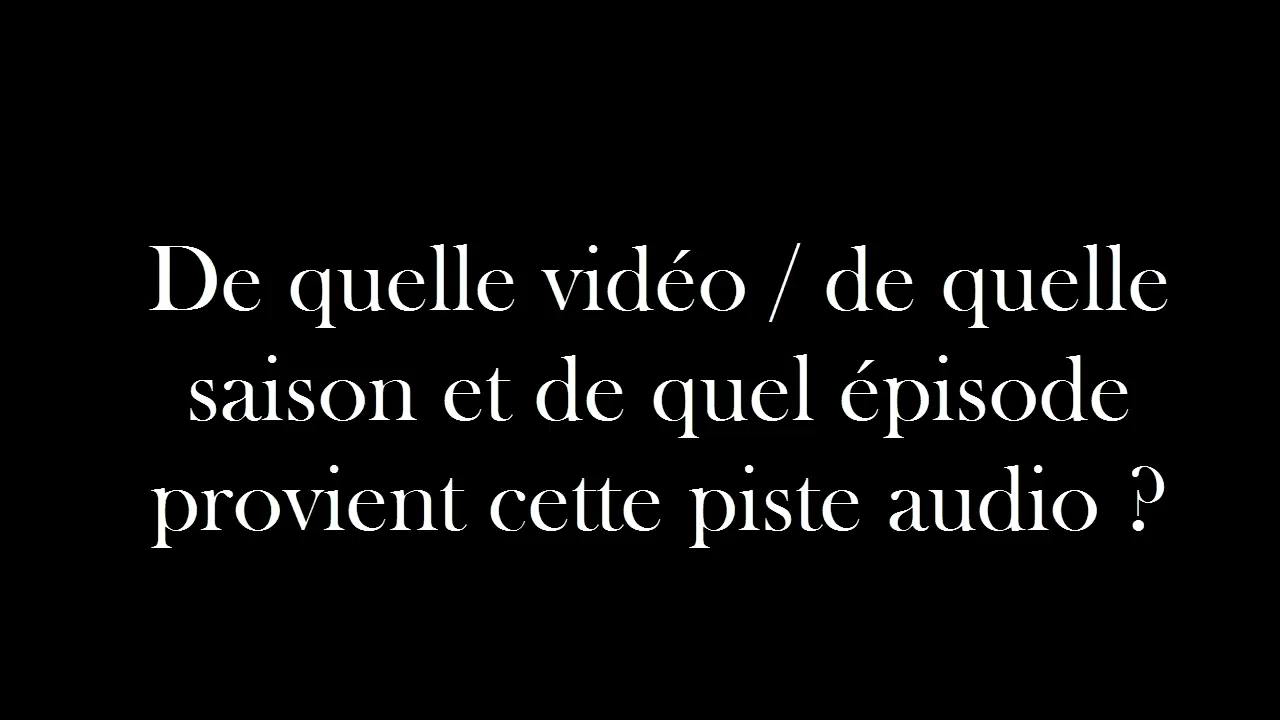 De quelle vidéo / de quelle
saison et de quel épisode
provient cette piste audio ?